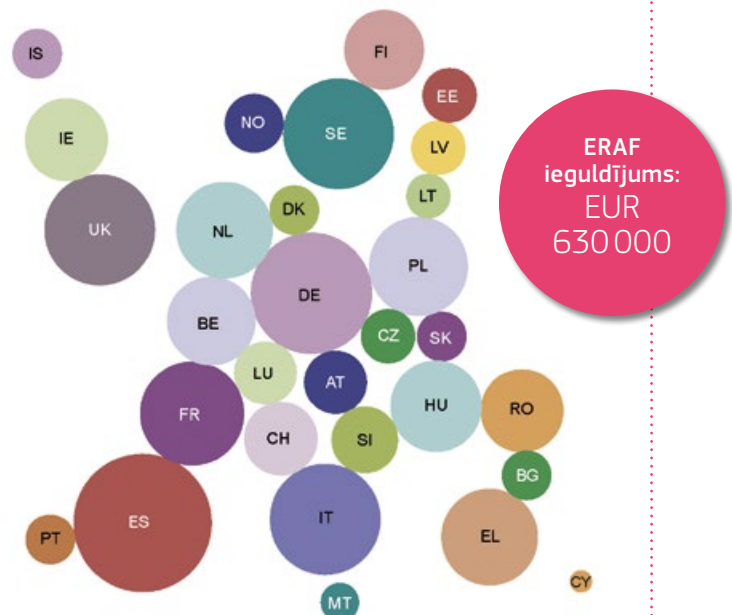 IS
FI
EE
NO
SE
IE
LV
LT
DK
UK
NL
PL
DE
BE
CZ
SK
LU
AT
HU
RO
FR
CH
SI
BG
ES
IT
EL
PT
CY
MT
ERAF
ieguldījums:
EUR
630 000